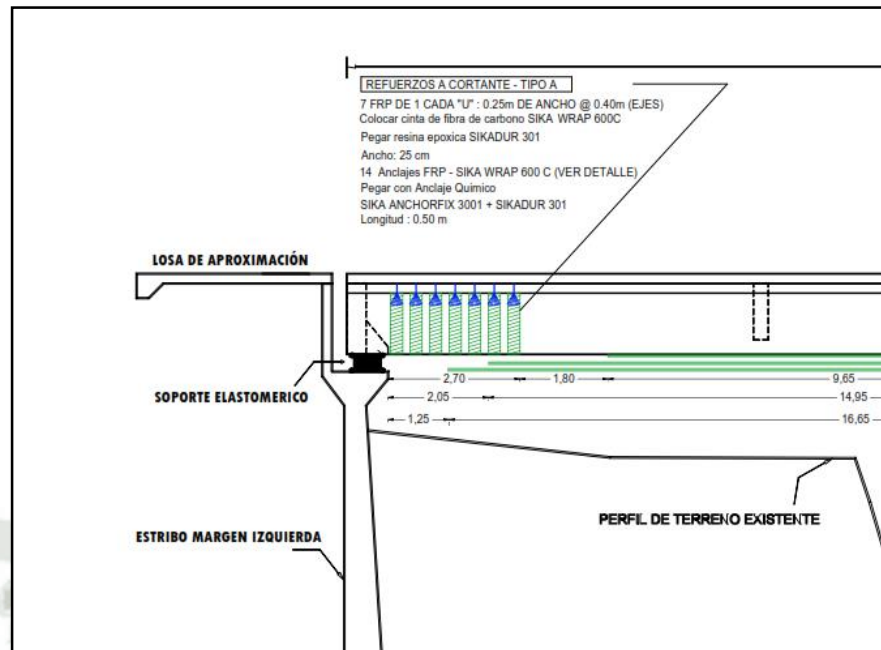 REFUERZOS A CORTANTE - TIPO A
7 FRP DE 1 CADA "U" : 0.25m DE ANCHO @ 0.40m (EJES)
Colocar cinta de fibra de carbono SIKA WRAP 600C
Pegar resina epoxica SIKADUR 301
Ancho: 25 cm
14 Anclajes FRP - SIKA WRAP 600 C (VER DETALLE)
Pegar con Anclaje Quimico
SIKA ANCHORFIX 3001 + SIKADUR 301
Longitud : 0.50 m
LOSA DE APROXIMACIÓN
SOPORTE ELASTOMERICO
2,70 1,80 9,65
2,05 14,95
1,25 16,65
PERFIL DE TERRENO EXISTENTE
ESTRIBO MARGEN IZQUIERDA